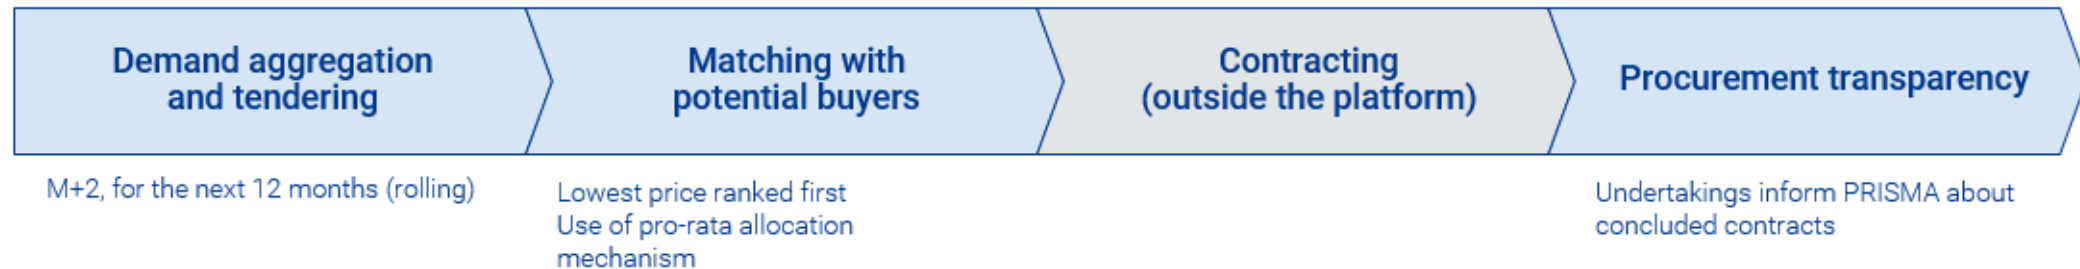 Demand aggregation
and tendering
Matching with
potential buyers
Contracting
(outside the platform)
Procurement transparency
M+2, for the next 12 months (rolling)
Lowest price ranked first
Use of pro-rata allocation
mechanism
Undertakings inform PRISMA about
concluded contracts